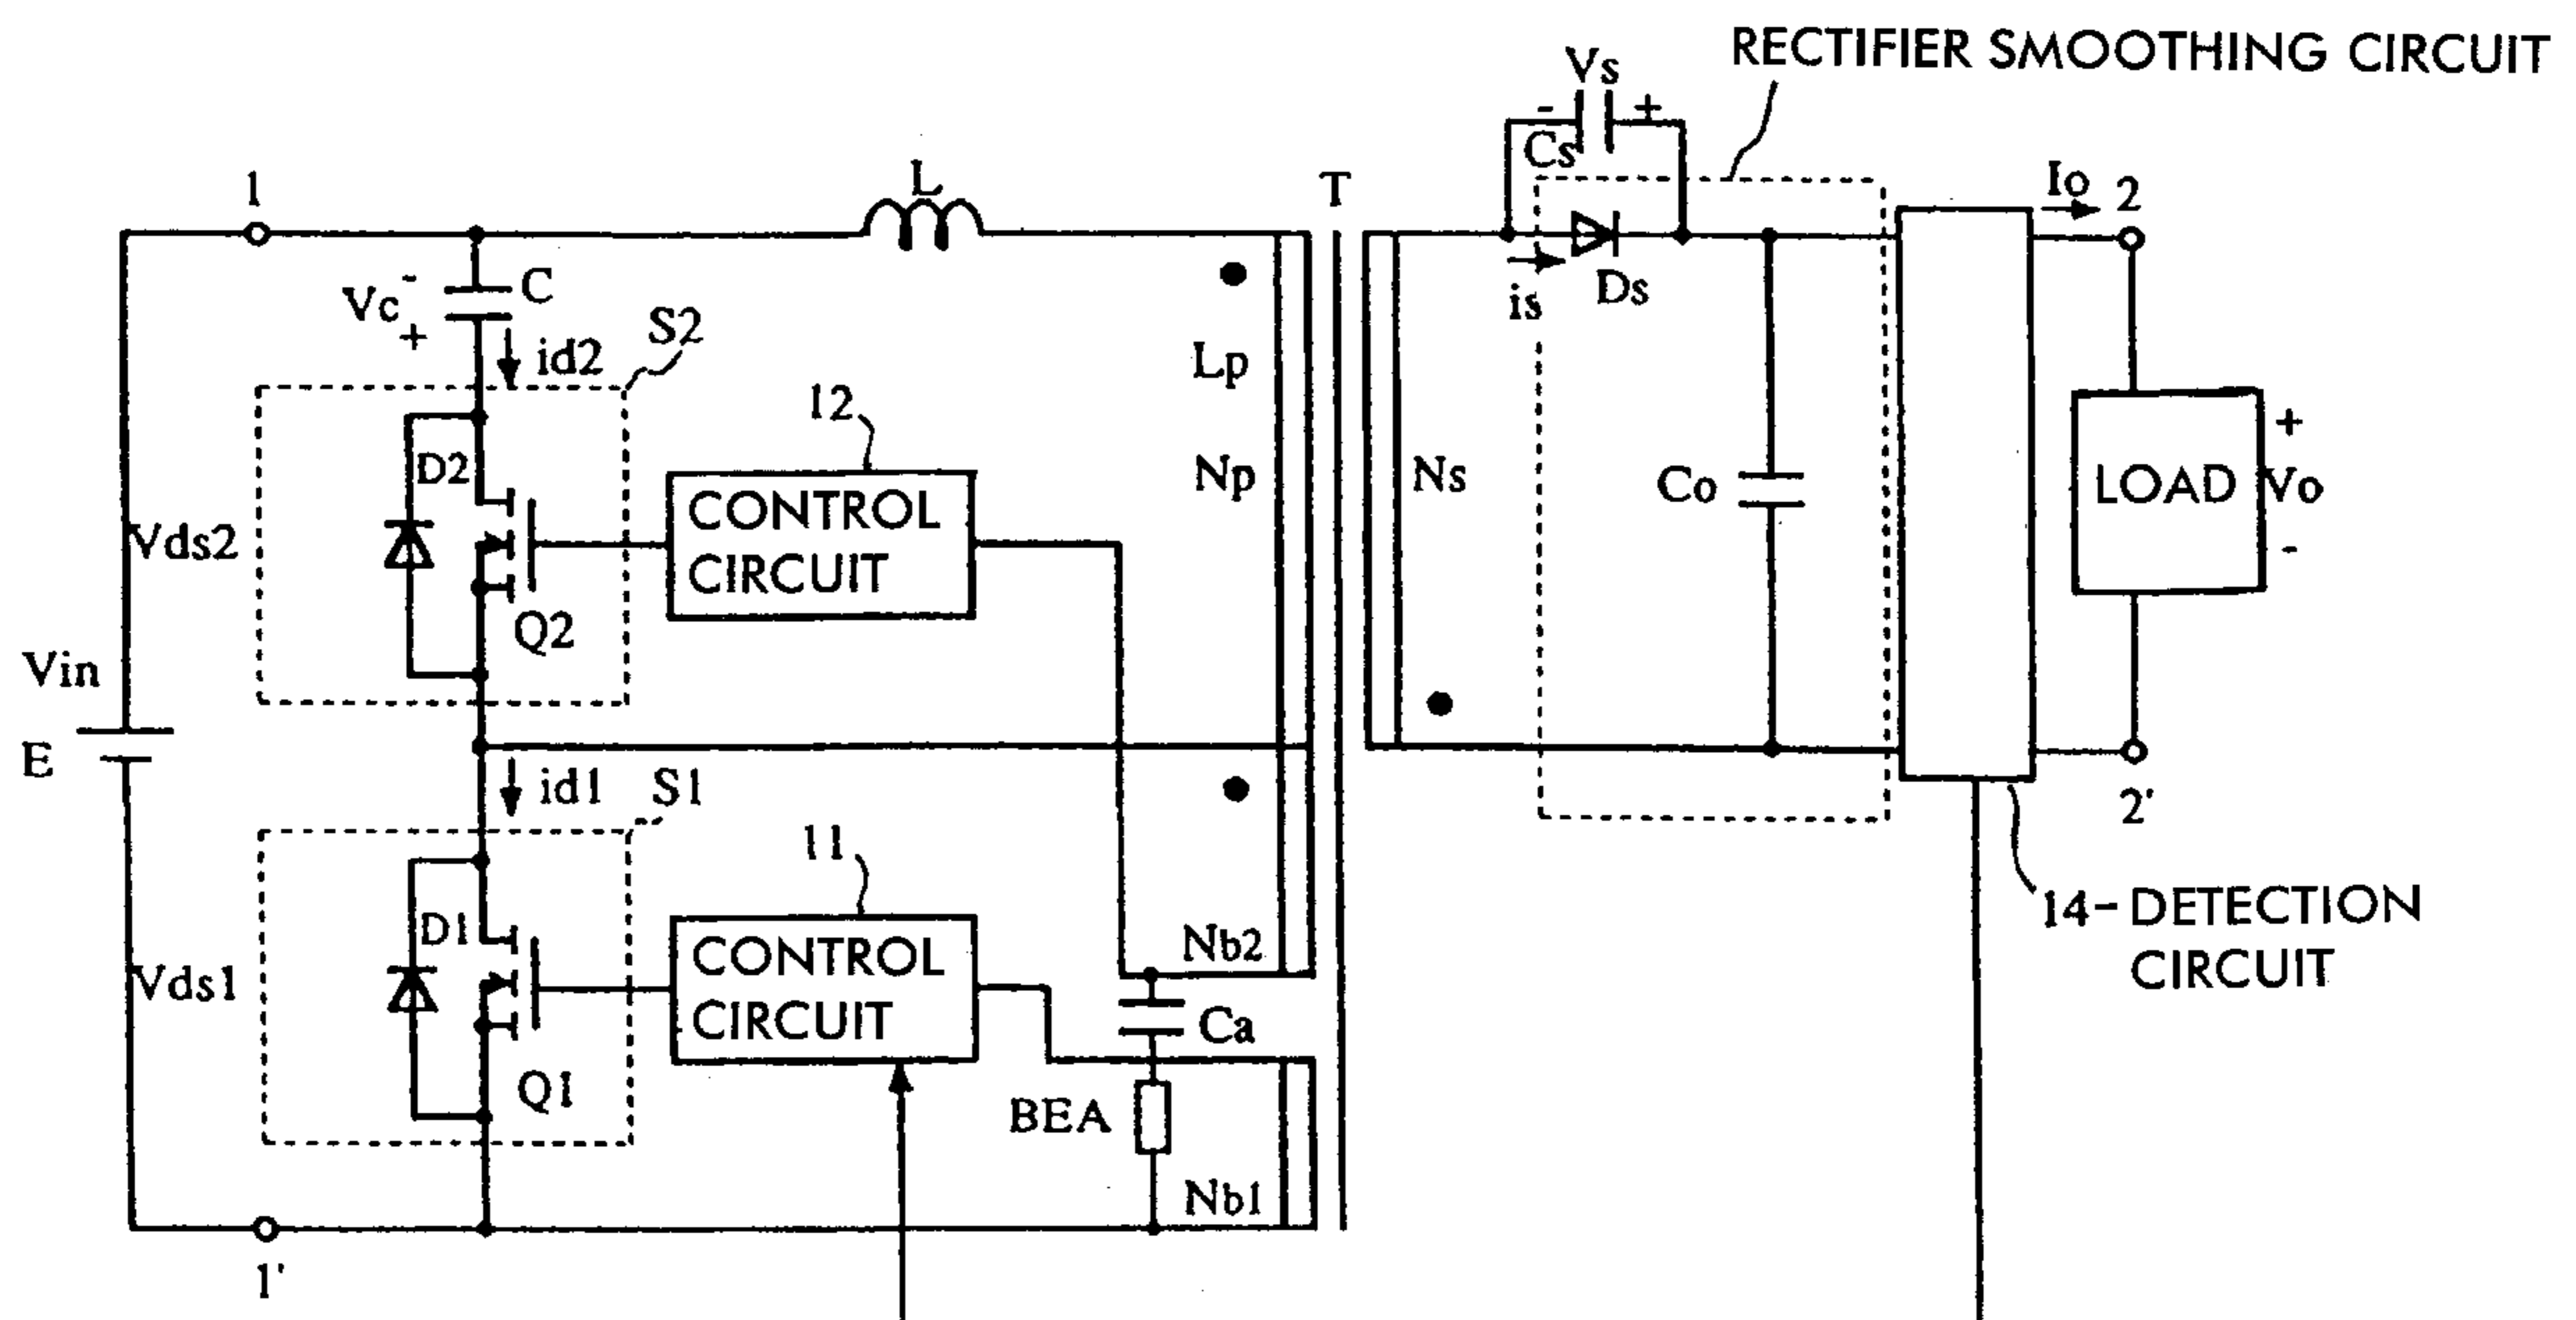 RECTIFIER SMOOTHING CIRCUIT
Vs
- +
Cs
1
L
T
Io 2
- C
Vc
+
id2
S2
is
Ds
Lp
12
D2
CONTROL
CIRCUIT
Np
Ns
Co
LOAD
+
Vo
-
Vds2
Q2
Vin
E
id1
S1
2'
11
D1
CONTROL
CIRCUIT
Nb2
14- DETECTION
CIRCUIT
Vds1
Ca
Q1
BEA
Nb1
1'